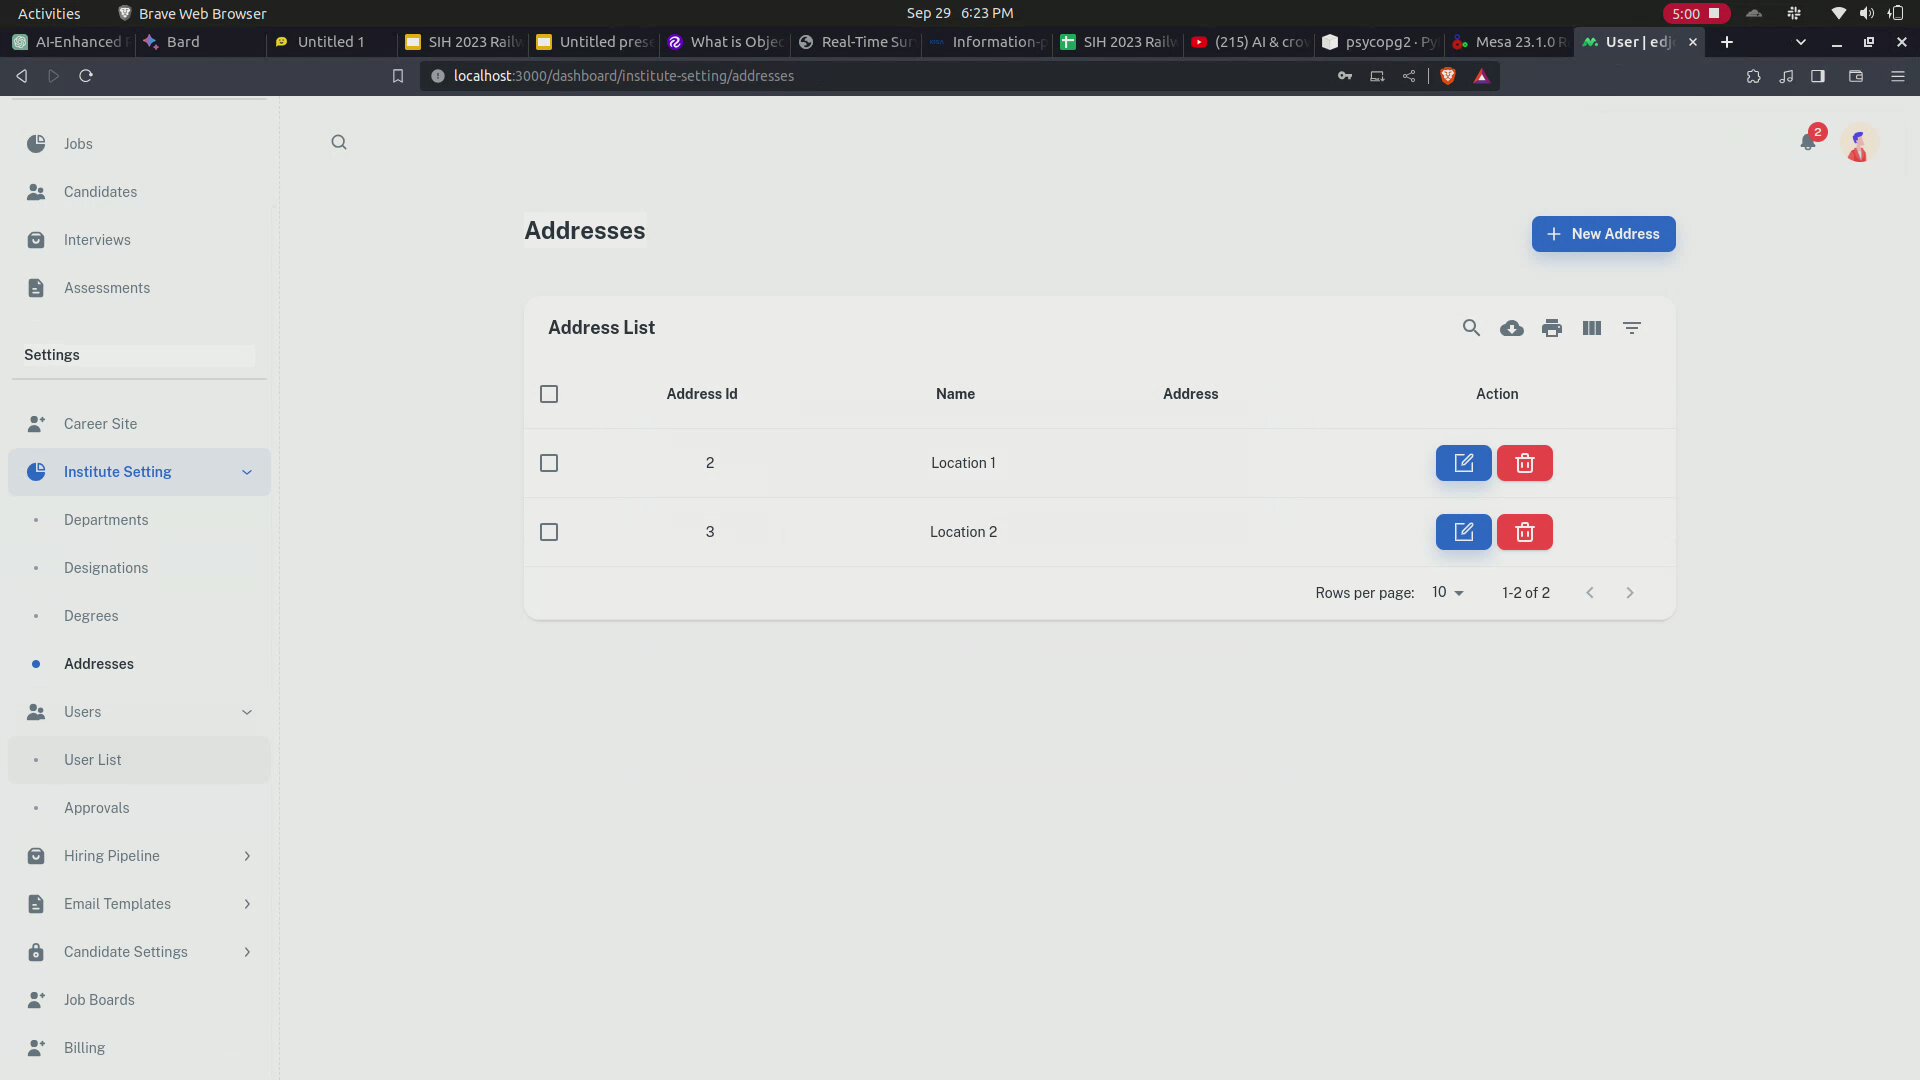 Activities
Brave Web Browser
Sep 29 6:23 PM
5:00
AI-Enhanced
Bard
Untitled 1
SIH 2023 Railw
Untitled prese
What is Objec
Real-Time Sur
Information-p
SIH 2023 Railw
(215) AI & crow
psycopg2 · Py
Mesa 23.1.0 R
User | edjo
localhost:3000/dashboard/institute-setting/addresses
Jobs
Candidates
Interviews
Assessments
Settings
Career Site
Institute Setting
Departments
Designations
Degrees
Addresses
Users
User List
Approvals
Hiring Pipeline
Email Templates
Candidate Settings
Job Boards
Billing
2
Addresses
New Address
Address List
Address Id Name Address Action
2 Location 1
3 Location 2
Rows per page: 10 1-2 of 2